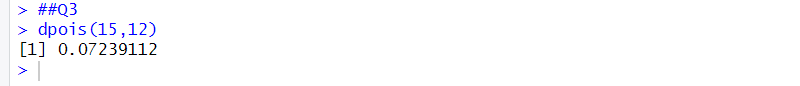 > ##Q3
> dpois(15,12)
[1] 0.07239112
>